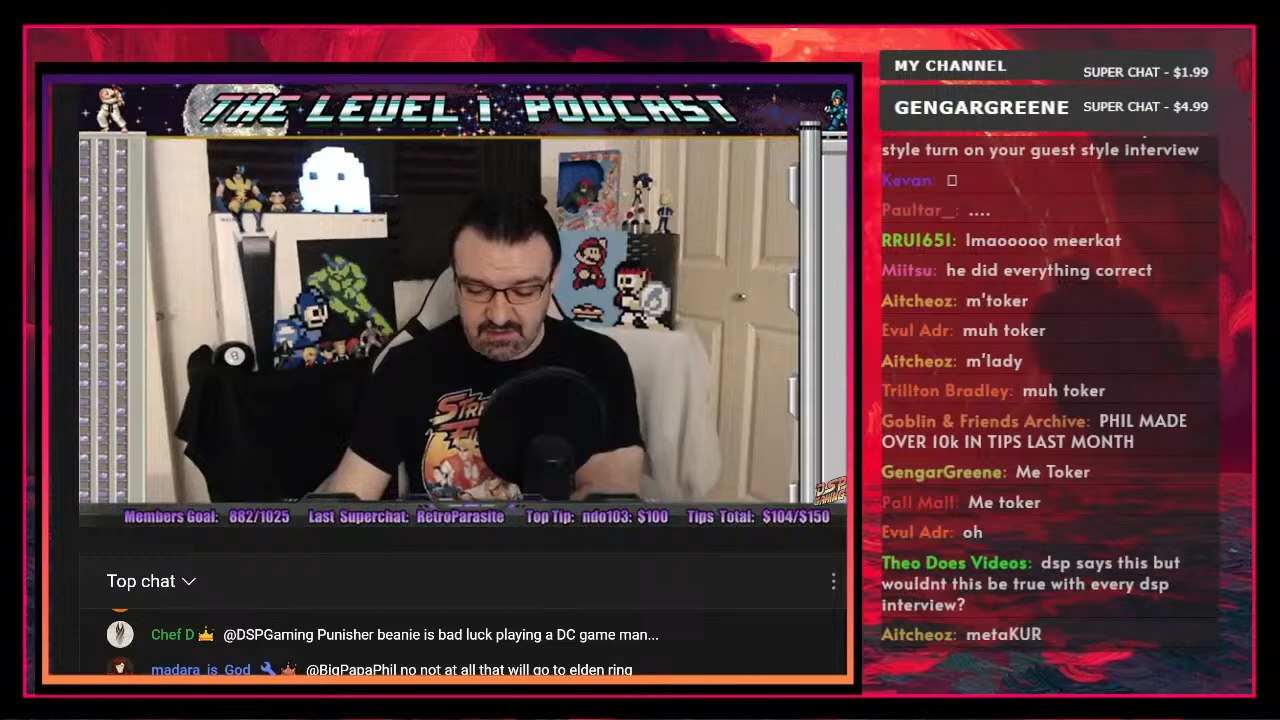 THE LEVEL 1 PODCAST
MY CHANNEL SUPER CHAT - $1.99
GENGARGREENE SUPER CHAT - $4.99
style turn on your guest style interview
Kevan:
Paultar_: ....
RRU1651: lmaooooo meerkat
Miitsu: he did everything correct
Aitcheoz: m'toker
Evul Adr: muh toker
Aitcheoz: m'lady
Trillton Bradley: muh toker
Goblin & Friends Archive: PHIL MADE
OVER 10k IN TIPS LAST MONTH
GengarGreene: Me Toker
Pall Mall: Me toker
Evul Adr: oh
Theo Does Videos: dsp says this but
wouldnt this be true with every dsp
interview?
Aitcheoz: metaKUR
8
DSP
GAMING
Members Goal: 882/1025 Last Superchat: RetroParasite Top Tip: ndo103: $100 Tips Total: $104/$150
Top chat
Chef D @DSPGaming Punisher beanie is bad luck playing a DC game man...
madara_is_God @BigPapaPhil no not at all that will go to elden ring